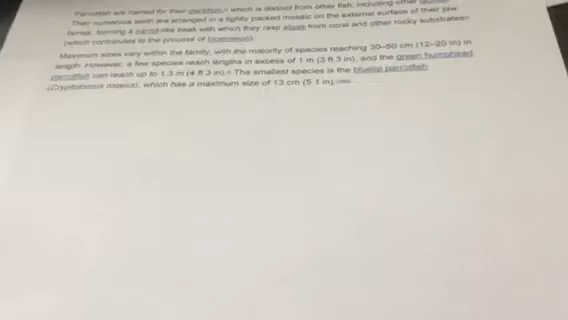 Parrotfish are named for their dentition, which is distinct from other fish, including other
Their numerous teeth are arranged in a tightly packed mosaic on the external surface of their jaw
bones, forming a parrot-like beak with which they rasp algae from coral and other rocky substrates
(which contributes to the process of bioerosion).
Maximum sizes vary within the family, with the majority of species reaching 30–50 cm (12–20 in) in
length. However, a few species reach lengths in excess of 1 m (3 ft 3 in), and the green humphead
parrotfish can reach up to 1.3 m (4 ft 3 in). The smallest species is the bluelip parrotfish
(Cryptotomus roseus), which has a maximum size of 13 cm (5.1 in).